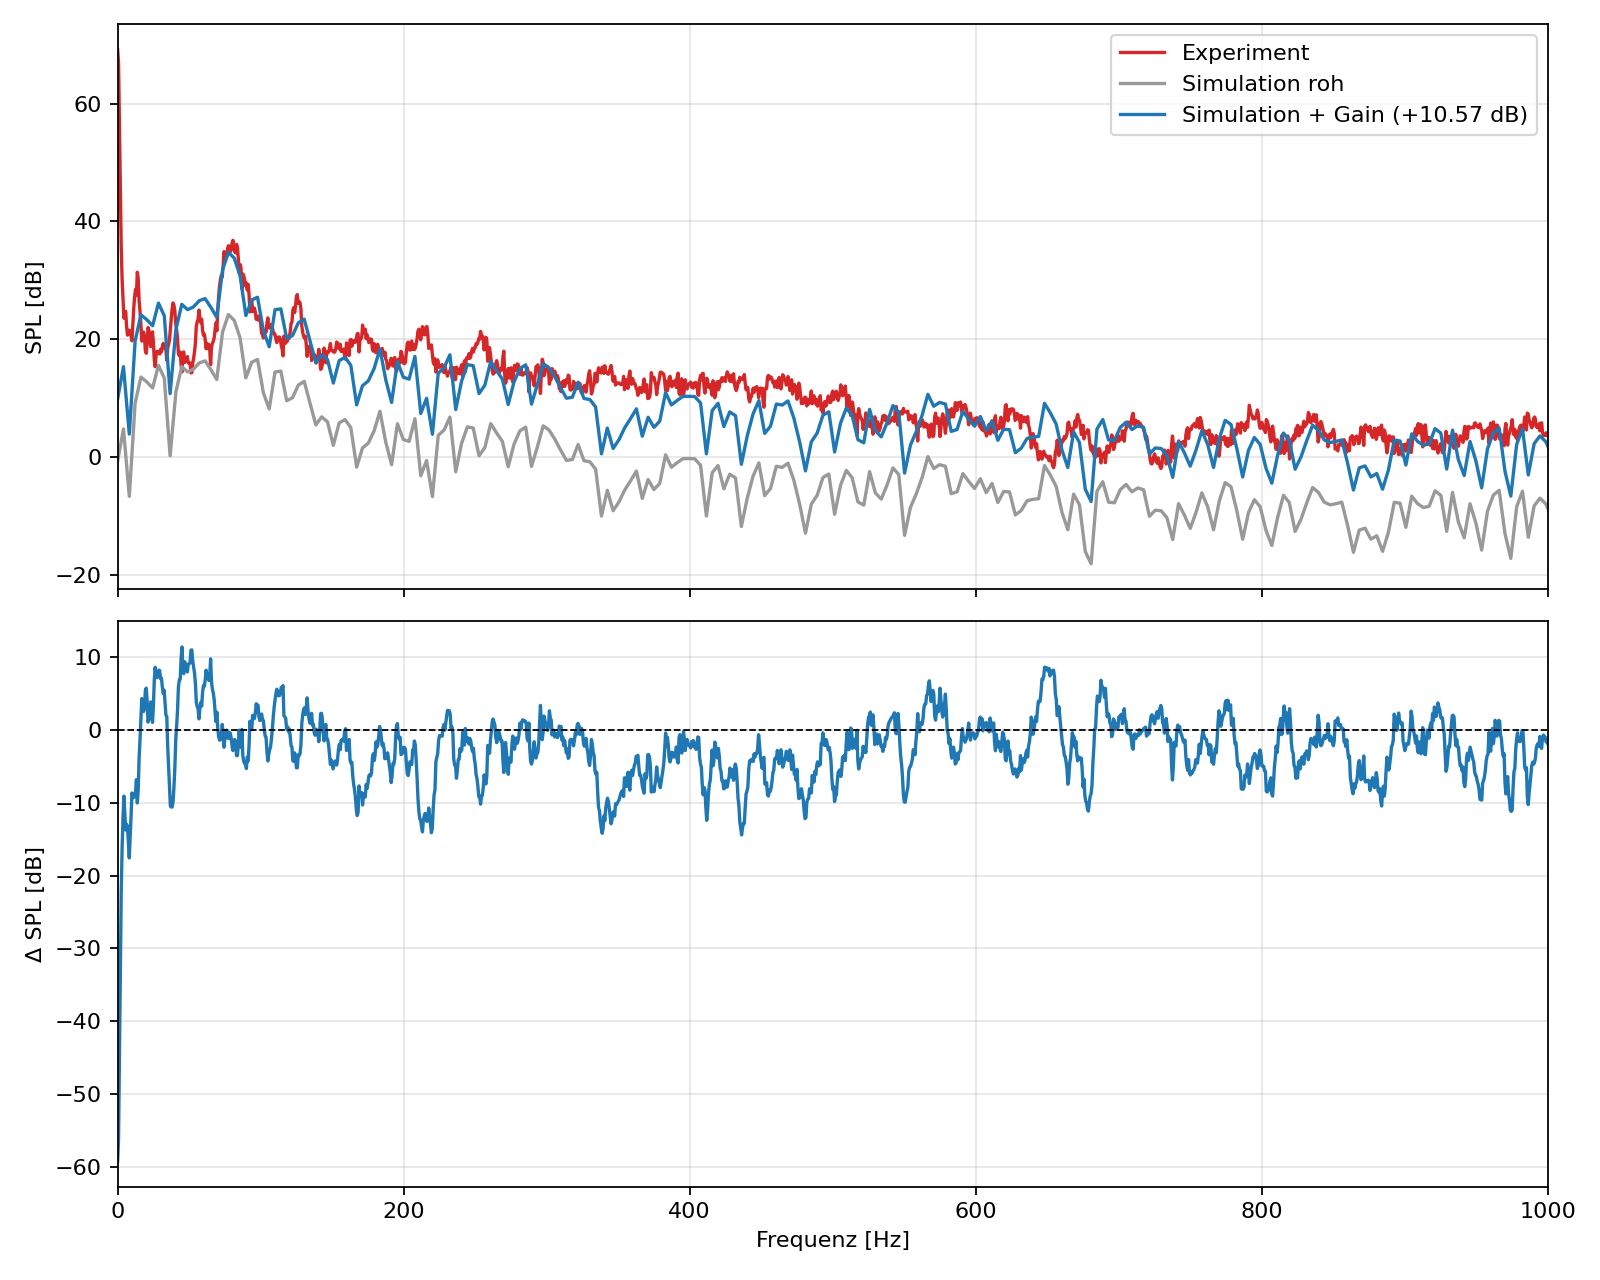 Experiment
Simulation roh
Simulation + Gain (+10.57 dB)
SPL [dB]
60
40
20
0
−20
Δ SPL [dB]
10
0
−10
−20
−30
−40
−50
−60
0 200 400 600 800 1000
Frequenz [Hz]